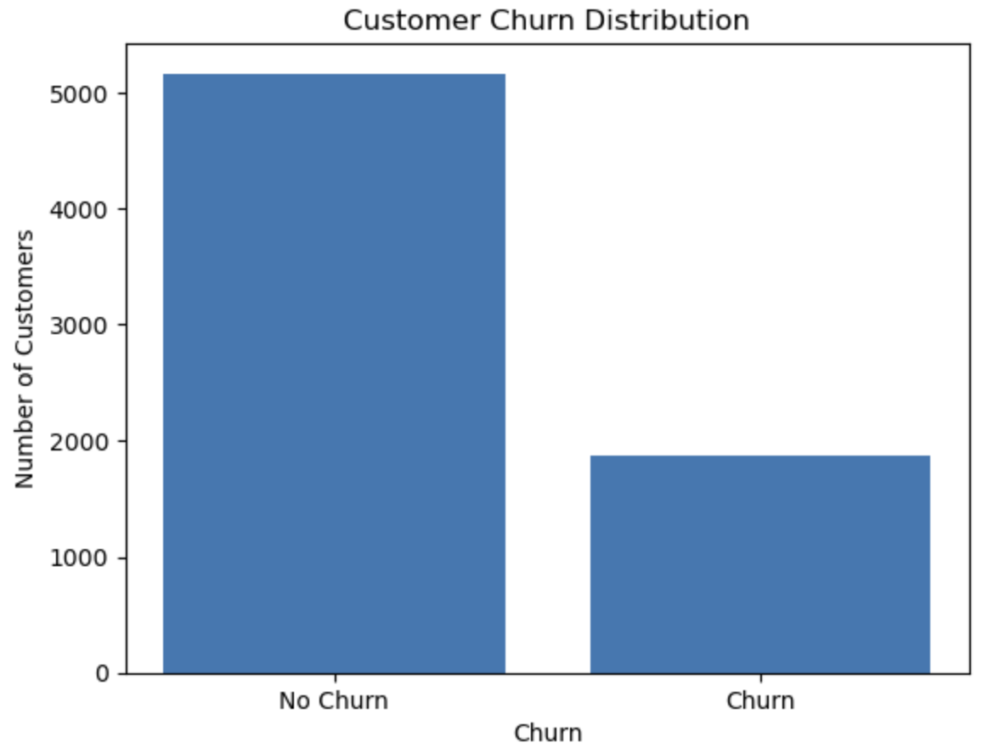 Customer Churn Distribution
Number of Customers
5000
4000
3000
2000
1000
0
No Churn
Churn
Churn